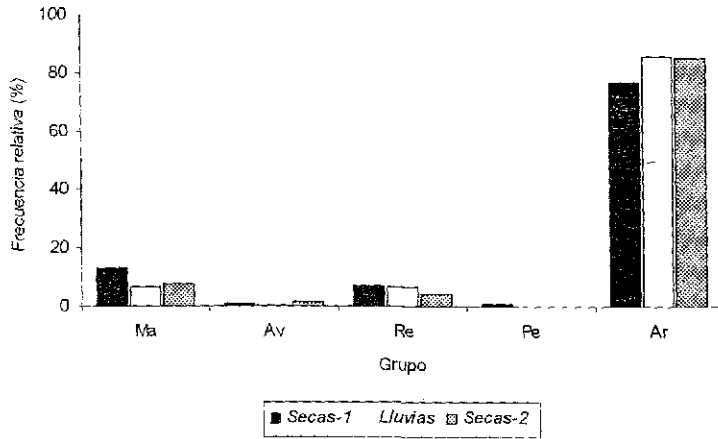 100
80
60
40
20
0
Frecuencia relativa (%)
Ma Av Re Pe Ar
Grupo
Secas-1 Lluvias Secas-2